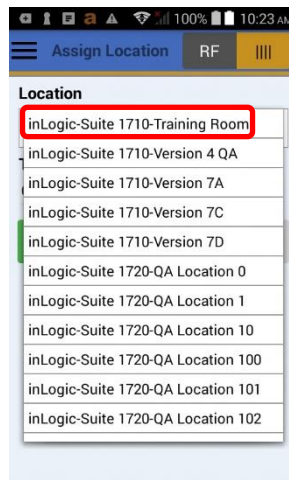 100% 10:23 AM
Assign Location RF
Location
inLogic-Suite 1710-Training Room
inLogic-Suite 1710-Version 4 QA
inLogic-Suite 1710-Version 7A
inLogic-Suite 1710-Version 7C
inLogic-Suite 1710-Version 7D
inLogic-Suite 1720-QA Location 0
inLogic-Suite 1720-QA Location 1
inLogic-Suite 1720-QA Location 10
inLogic-Suite 1720-QA Location 100
inLogic-Suite 1720-QA Location 101
inLogic-Suite 1720-QA Location 102